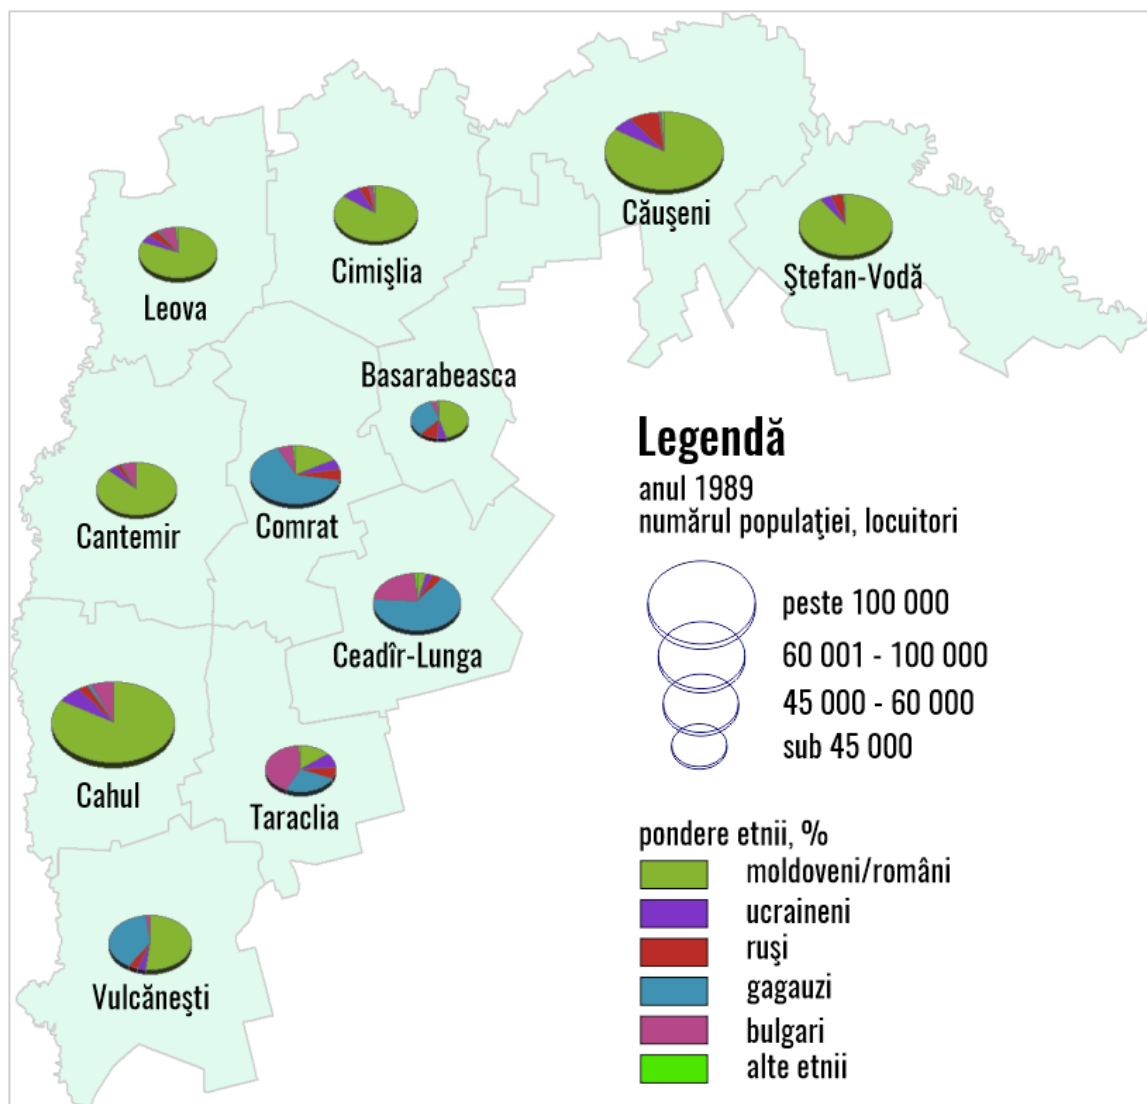 Căuşeni
Ştefan-Vodă
Cimişlia
Leova
Basarabeasca
Comrat
Cantemir
Ceadîr-Lunga
Cahul
Taraclia
Vulcăneşti
Legendă
anul 1989
numărul populaţiei, locuitori
peste 100 000
60 001 - 100 000
45 000 - 60 000
sub 45 000
pondere etnii, %
moldoveni/români
ucraineni
ruşi
gagauzi
bulgari
alte etnii